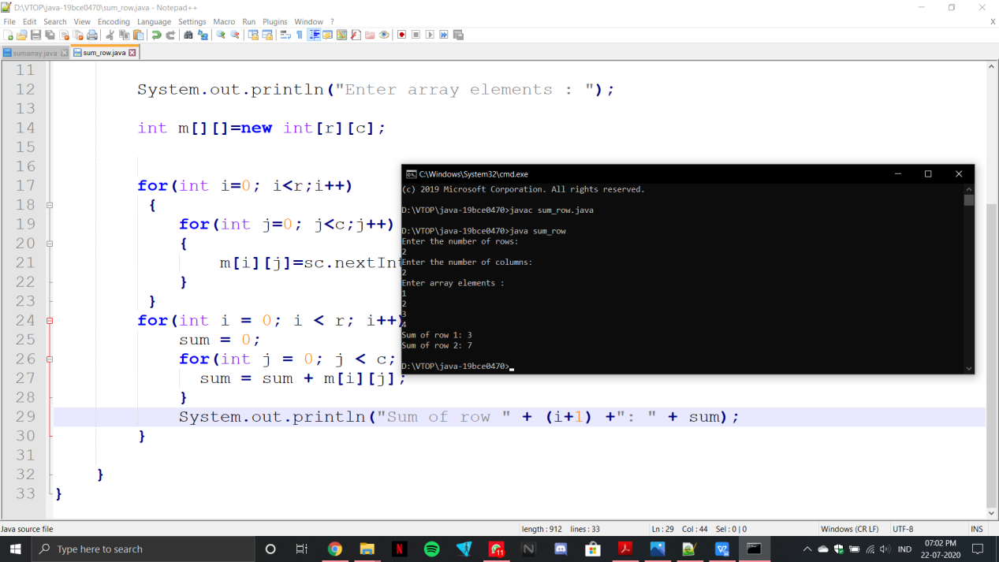 D:\VTOP\java-19bce0470\sum_row.java - Notepad++
File Edit Search View Encoding Language Settings Macro Run Plugins Window ? X
sumarray.java sum_row.java
11
12 System.out.println("Enter array elements : ");
13
14 int m[][]=new int[r][c];
15
16
17 for(int i=0; i<r;i++)
18 {
19 for(int j=0; j<c;j++)
20 {
21 m[i][j]=sc.nextInt
22 }
23 }
24 for(int i = 0; i < r; i++)
25 sum = 0;
26 for(int j = 0; j < c;
27 sum = sum + m[i][j];
28 }
29 System.out.println("Sum of row " + (i+1) +": " + sum);
30 }
31
32 }
33 }
C:\Windows\System32\cmd.exe
(c) 2019 Microsoft Corporation. All rights reserved.
D:\VTOP\java-19bce0470>javac sum_row.java
D:\VTOP\java-19bce0470>java sum_row
Enter the number of rows:
2
Enter the number of columns:
2
Enter array elements :
1
2
3
4
Sum of row 1: 3
Sum of row 2: 7
D:\VTOP\java-19bce0470>
Java source file length : 912 lines : 33 Ln : 29 Col : 44 Sel : 0 | 0 Windows (CR LF) UTF-8 INS
Type here to search 11 IND 07:02 PM
22-07-2020